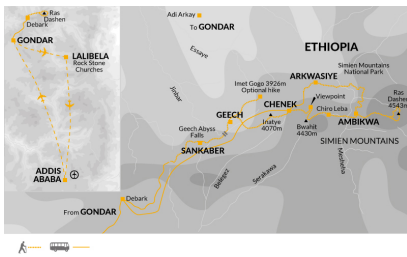 Ras
Dashen
Debark
GONDAR
LALIBELA
Rock Stone
Churches
ADDIS
ABABA
Adi Arkay
To GONDAR
Essaye
ETHIOPIA
Simien Mountains
National Park
Jinbar
Imet Gogo 3926m
Optional hike
ARKWASIYE
Viewpoint
Ras
Dashen
4543m
GEECH
CHENEK
Chiro Leba
Inatye
4070m
Bwahit
4430m
AMBIKWA
Geech Abyss
Falls
SANKABER
SIMIEN MOUNTAINS
Belegez
Serakawa
Mesheha
Debark
From GONDAR